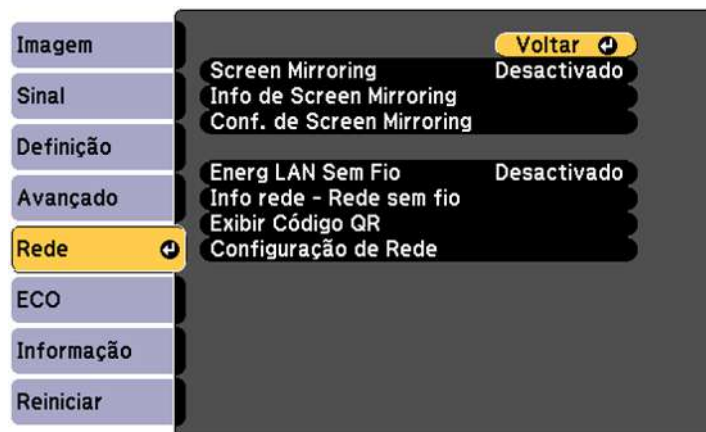 Imagem
Sinal
Definição
Avançado
Rede
ECO
Informação
Reiniciar
Voltar
Screen Mirroring Desactivado
Info de Screen Mirroring
Conf. de Screen Mirroring
Energ LAN Sem Fio Desactivado
Info rede - Rede sem fio
Exibir Código QR
Configuração de Rede